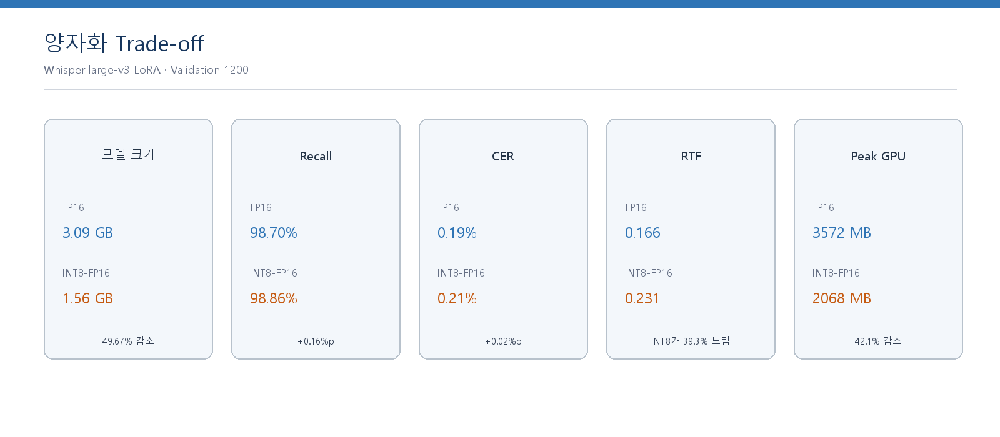 양자화 Trade-off
Whisper large-v3 LoRA · Validation 1200
모델 크기
FP16
3.09 GB
INT8-FP16
1.56 GB
49.67% 감소
Recall
FP16
98.70%
INT8-FP16
98.86%
+0.16%p
CER
FP16
0.19%
INT8-FP16
0.21%
+0.02%p
RTF
FP16
0.166
INT8-FP16
0.231
INT8가 39.3% 느림
Peak GPU
FP16
3572 MB
INT8-FP16
2068 MB
42.1% 감소